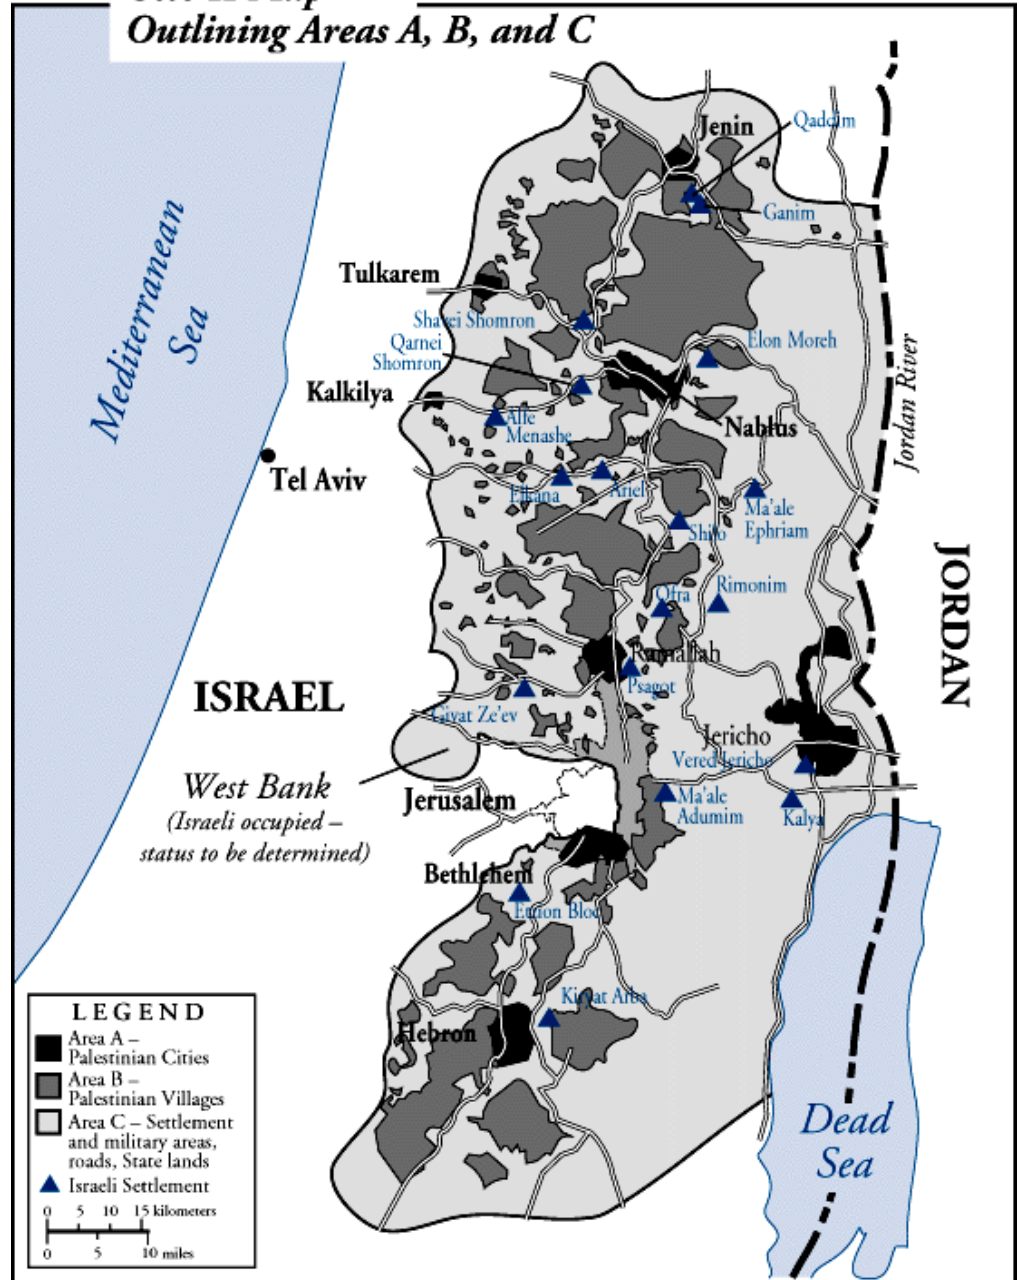 Outlining Areas A, B, and C
Jenin
Qaddim
Ganim
Mediterranean
Sea
Tulkarem
Shavei Shomron
Qarnei
Shomron
Elon Moreh
Jordan River
Kalkilya
Alfe
Menashe
Nablus
Tel Aviv
Elkana
Ariel
Ma'ale
Ephriam
Shilo
JORDAN
Ofra
Rimonim
Ramallah
Psagot
ISRAEL
Givat Ze'ev
Jericho
Vered Jericho
West Bank
(Israeli occupied –
status to be determined)
Jerusalem
Ma'ale
Adumim
Kalya
Bethlehem
Etzion Bloc
Kiryat Arba
Hebron
LEGEND
Area A –
Palestinian Cities
Area B –
Palestinian Villages
Area C – Settlement
and military areas,
roads, State lands
Israeli Settlement
0 5 10 15 kilometers
0 5 10 miles
Dead
Sea